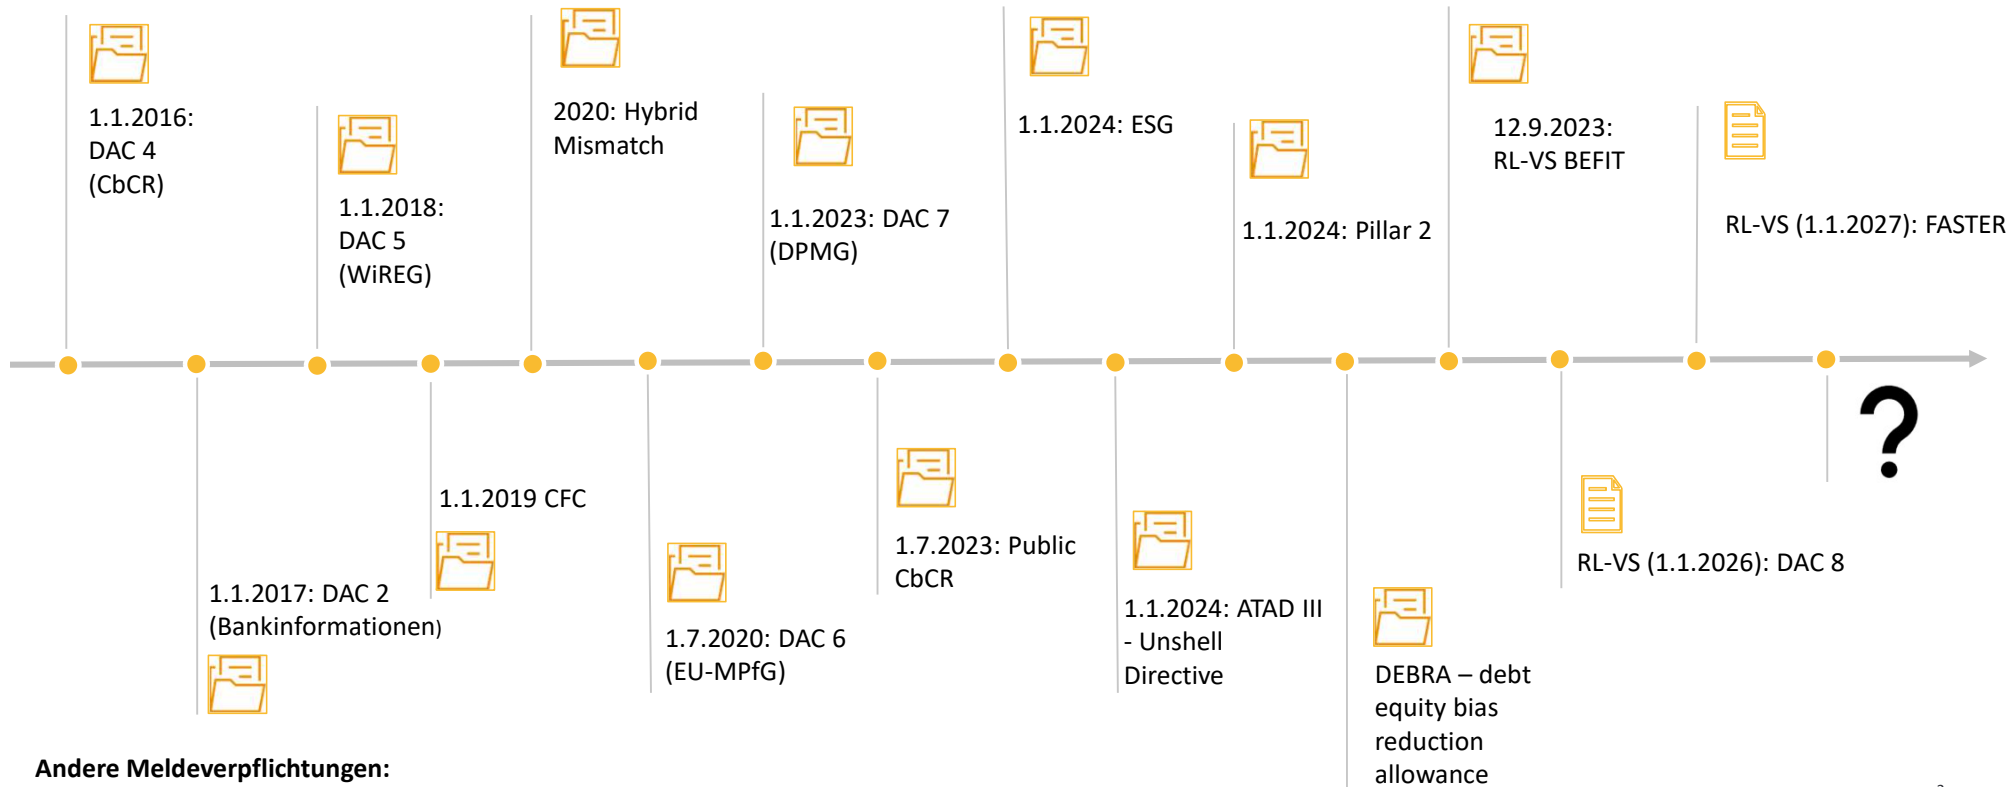 1.1.2016:
DAC 4
(CbCR)
1.1.2018:
DAC 5
(WiREG)
2020: Hybrid
Mismatch
1.1.2023: DAC 7
(DPMG)
1.1.2024: ESG
1.1.2024: Pillar 2
12.9.2023:
RL-VS BEFIT
RL-VS (1.1.2027): FASTER
?
1.1.2017: DAC 2
(Bankinformationen)
1.1.2019 CFC
1.7.2020: DAC 6
(EU-MPfG)
1.7.2023: Public
CbCR
1.1.2024: ATAD III
- Unshell
Directive
DEBRA – debt
equity bias
reduction
allowance
RL-VS (1.1.2026): DAC 8
Andere Meldeverpflichtungen: